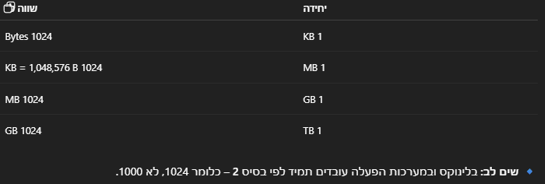 יחידה שווה
1 KB 1024 Bytes
1 MB 1024 KB = 1,048,576 B
1 GB 1024 MB
1 TB 1024 GB
🔹 שים לב: בלינוקס ובמערכות הפעלה עובדים תמיד לפי בסיס 2 – כלומר 1024, לא 1000.